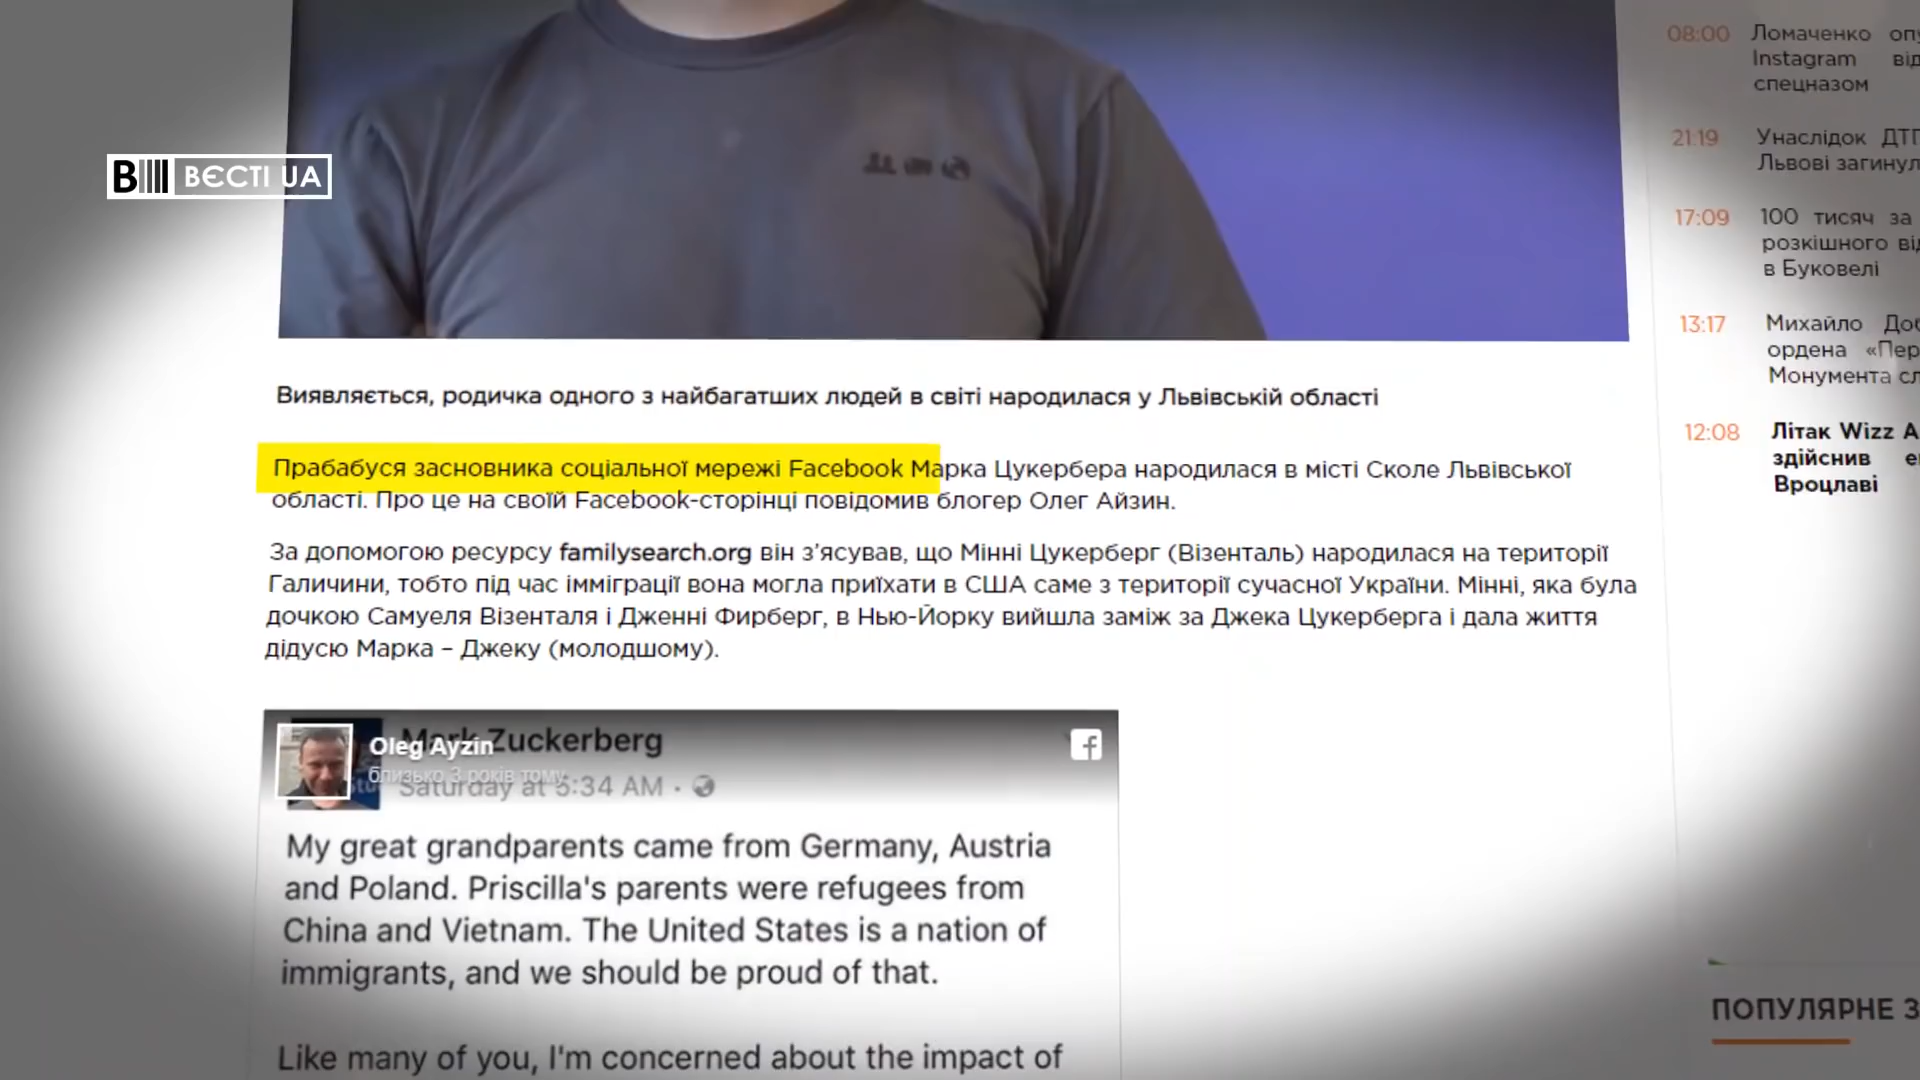 В ВЄСТІ UA
Виявляється, родичка одного з найбагатших людей в світі народилася у Львівській області
Прабабуся засновника соціальної мережі Facebook Марка Цукербера народилася в місті Сколе Львівської
області. Про це на своїй Facebook-сторінці повідомив блогер Олег Айзин.
За допомогою ресурсу familysearch.org він з’ясував, що Мінні Цукерберг (Візенталь) народилася на території
Галичини, тобто під час імміграції вона могла приїхати в США саме з території сучасної України. Мінні, яка була
дочкою Самуеля Візенталя і Дженні Фирберг, в Нью-Йорку вийшла заміж за Джека Цукерберга і дала життя
дідусю Марка – Джеку (молодшому).
Mark Zuckerberg
Oleg Ayzin
близько 3 років тому
Saturday at 5:34 AM ·
My great grandparents came from Germany, Austria
and Poland. Priscilla's parents were refugees from
China and Vietnam. The United States is a nation of
immigrants, and we should be proud of that.
Like many of you, I'm concerned about the impact of
08:00 Ломаченко
Instagram
спецназом
21:19 Унаслідок ДТП
Львові
17:09 100 тисяч за
розкішного
в Буковелі
13:17 Михайло
ордена
Монумента
12:08 Літак Wizz
здійснив
Вроцлаві
ПОПУЛЯРНЕ З